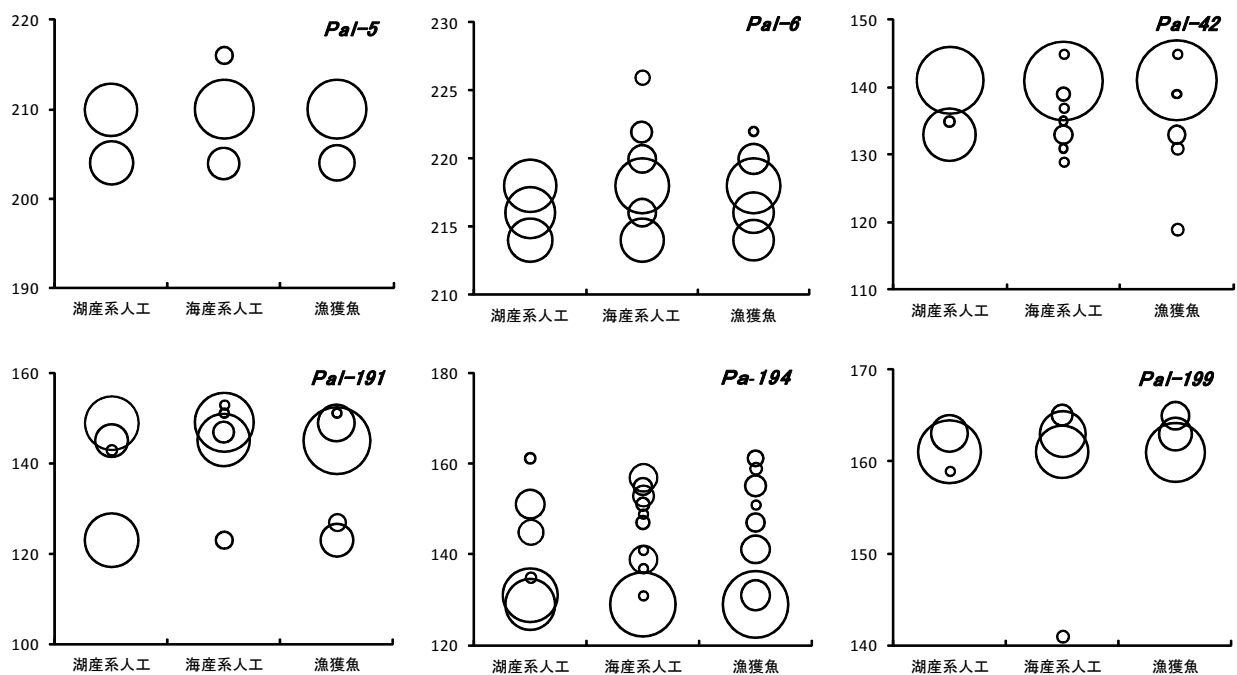 Pal-5
220
210
200
190
湖産系人工 海産系人工 漁獲魚
Pal-6
230
225
220
215
210
湖産系人工 海産系人工 漁獲魚
Pal-42
150
140
130
120
110
湖産系人工 海産系人工 漁獲魚
Pal-191
160
140
120
100
湖産系人工 海産系人工 漁獲魚
Pa-194
180
160
140
120
湖産系人工 海産系人工 漁獲魚
Pal-199
170
160
150
140
湖産系人工 海産系人工 漁獲魚